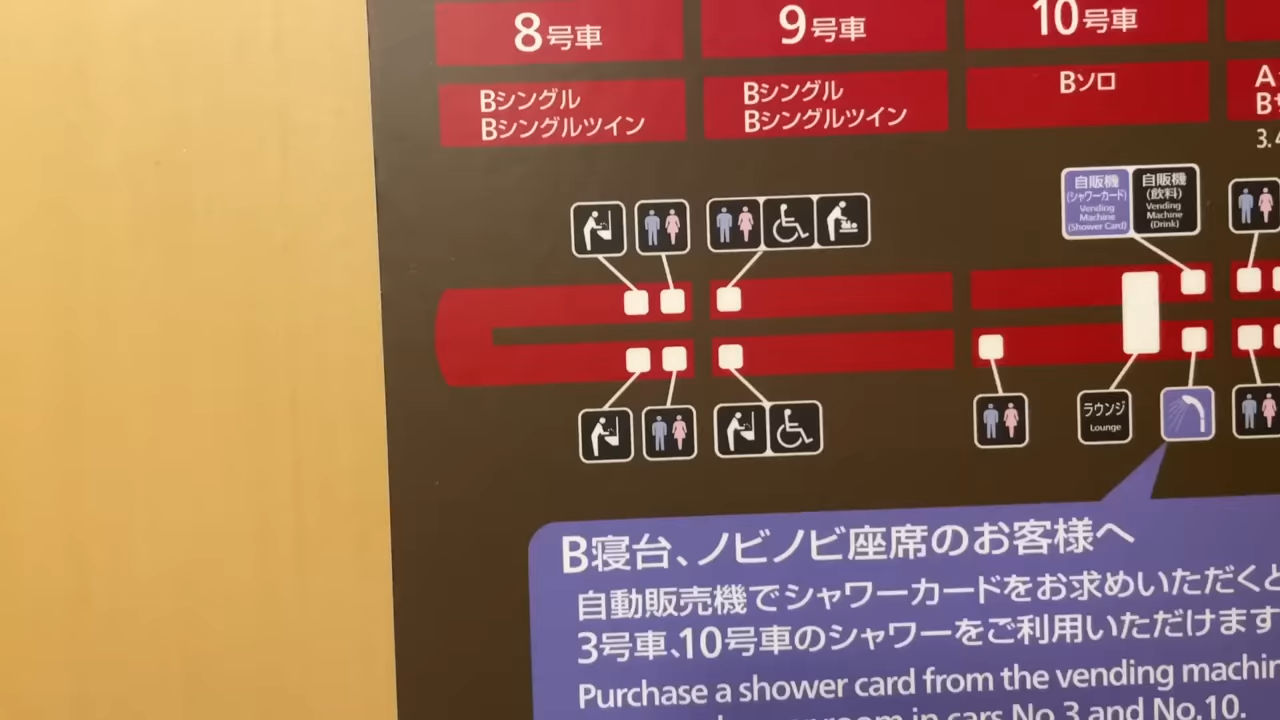 8号車
9号車
10号車
Bシングル
Bシングルツイン
Bシングル
Bシングルツイン
Bソロ
A
B
3.4
自販機
(シャワーカード)
Vending
Machine
(Shower Card)
自販機
(飲料)
Vending
Machine
(Drink)
ラウンジ
Lounge
B寝台、ノビノビ座席のお客様へ
自動販売機でシャワーカードをお求めいただくと
3号車、10号車のシャワーをご利用いただけます
Purchase a shower card from the vending machin
room in cars No.3 and No.10.